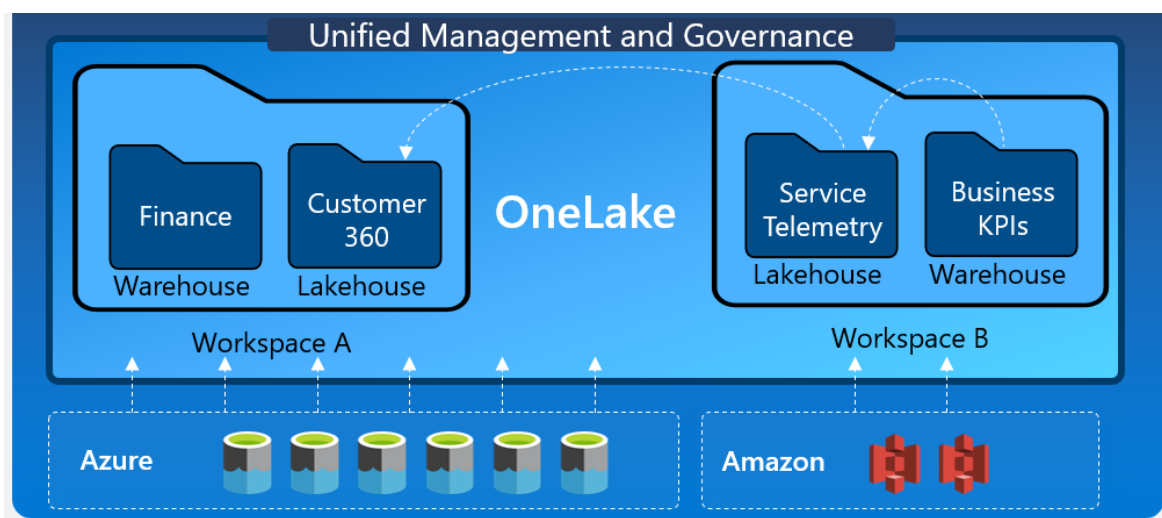 Unified Management and Governance
Finance
Warehouse
Customer
360
Lakehouse
Workspace A
OneLake
Service
Telemetry
Lakehouse
Business
KPIs
Warehouse
Workspace B
Azure
Amazon